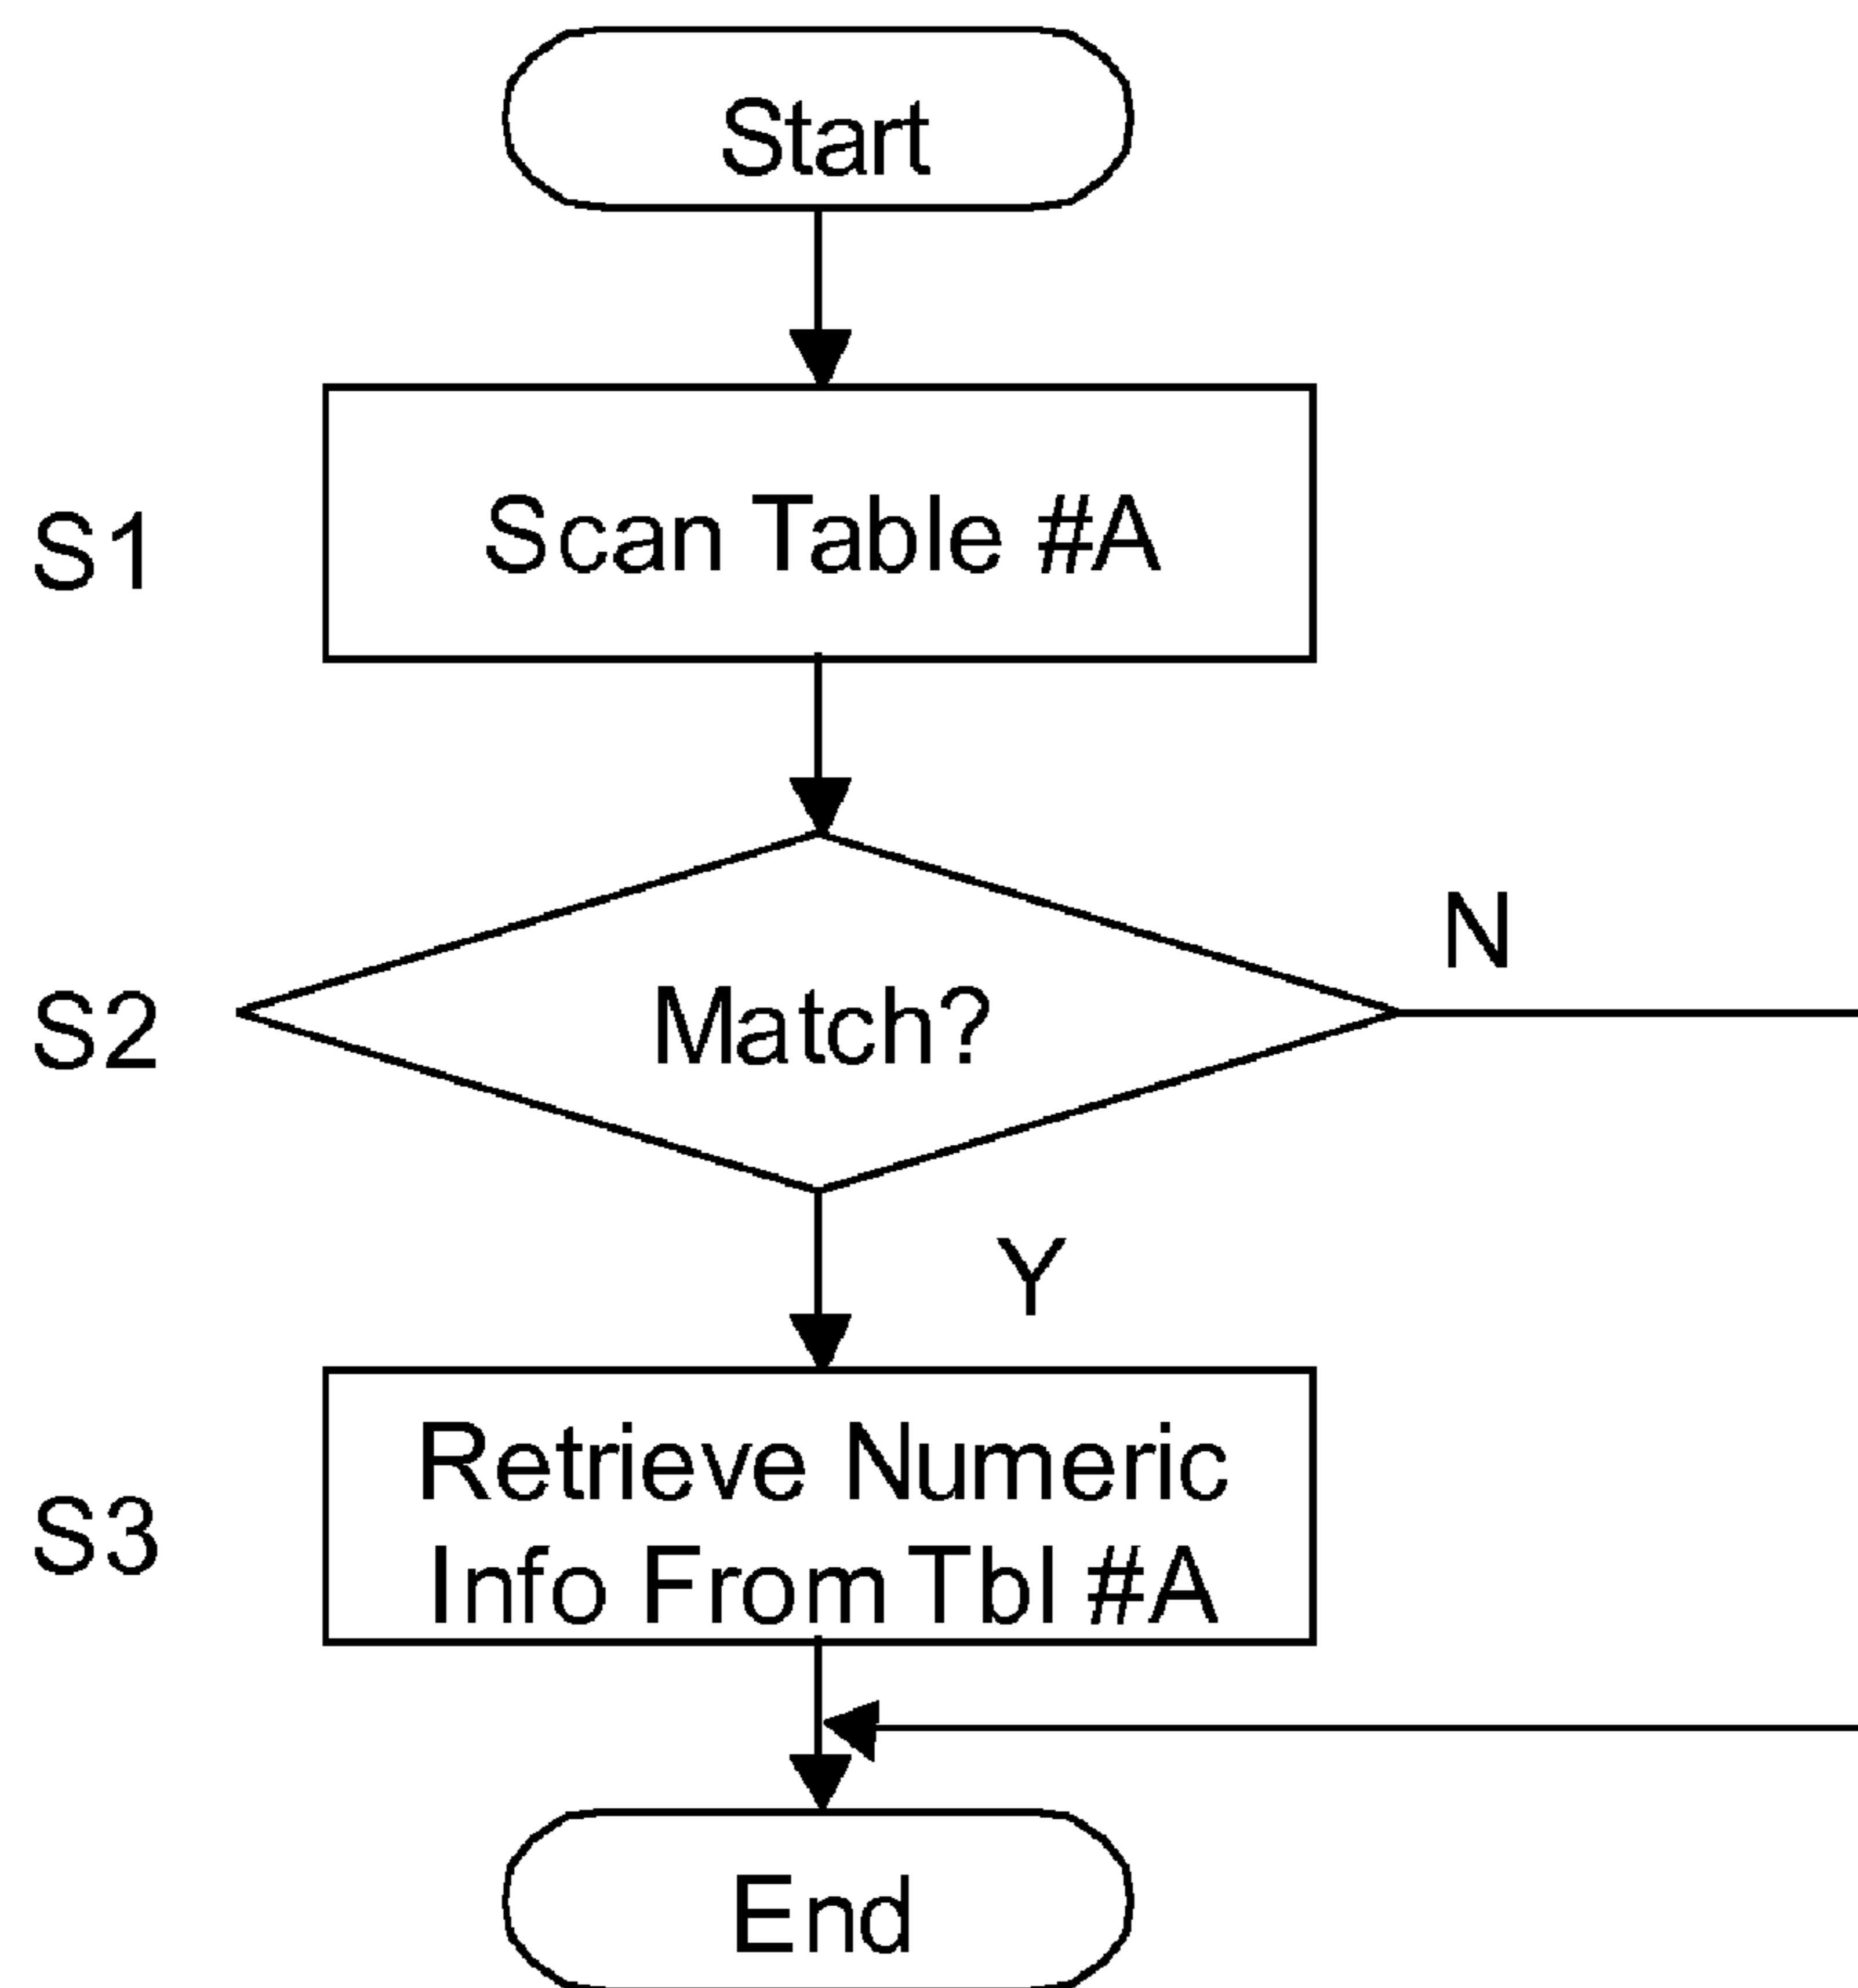 Start
S1
Scan Table #A
N
S2
Match?
Y
S3
Retrieve Numeric
Info From Tbl #A
End